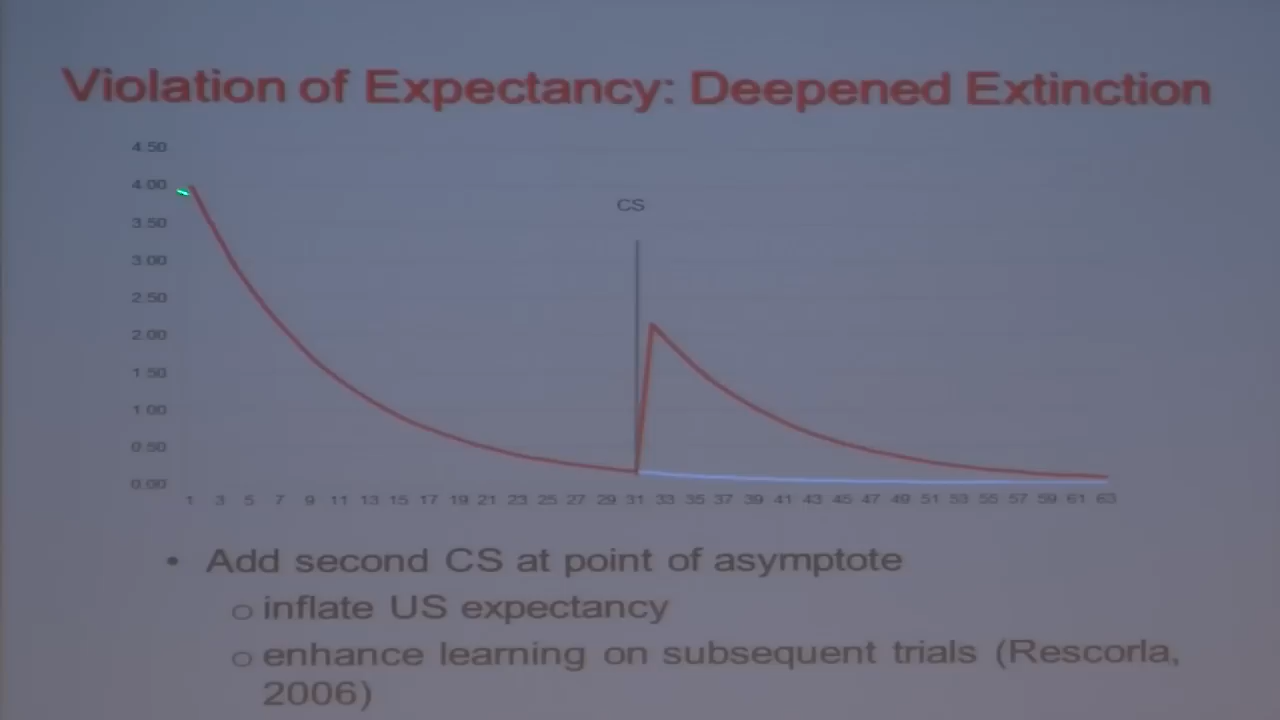 Violation of Expectancy: Deepened Extinction
4.50
4.00
3.50
3.00
2.50
2.00
1.50
1.00
0.50
0.00
CS
1 3 5 7 9 11 13 15 17 19 21 23 25 27 29 31 33 35 37 39 41 43 45 47 49 51 53 55 57 59 61 63
• Add second CS at point of asymptote
o inflate US expectancy
o enhance learning on subsequent trials (Rescorla,
2006)